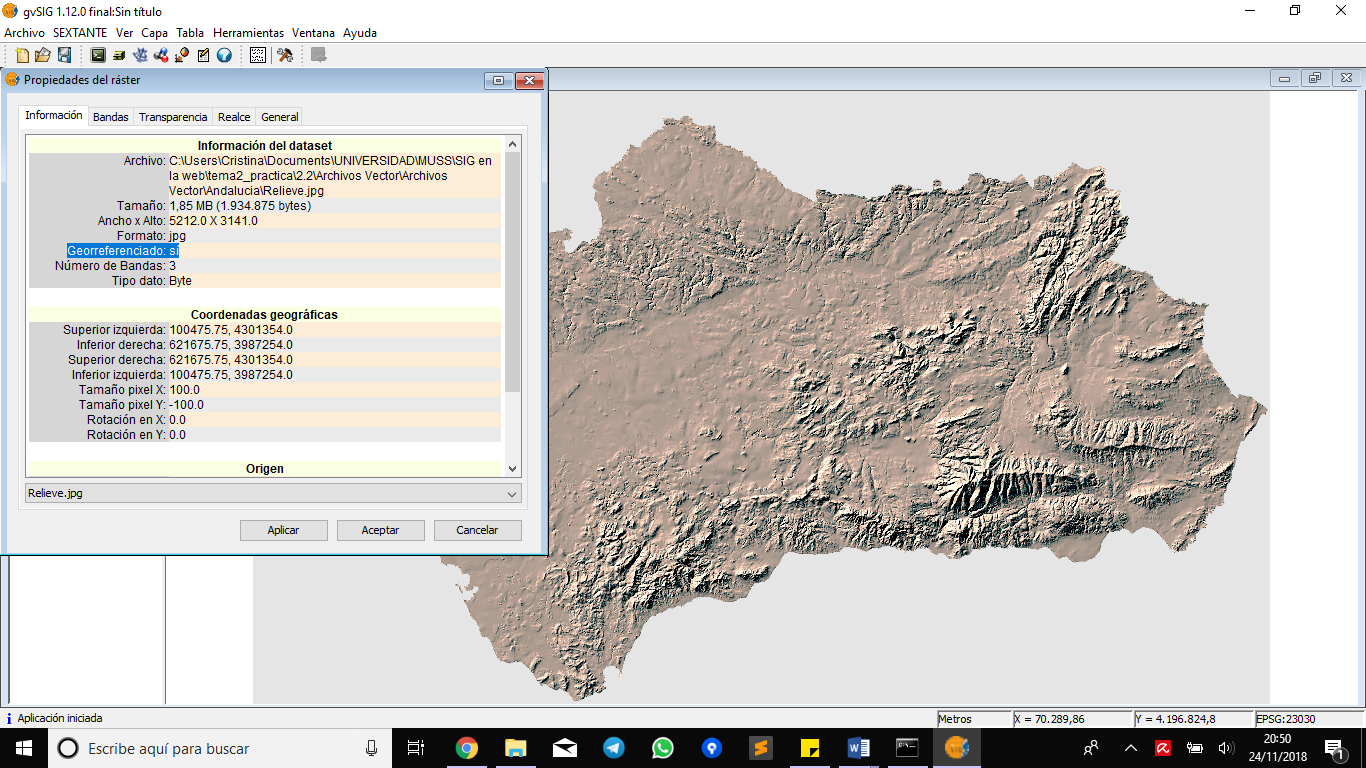 gvSIG 1.12.0 final:Sin título
Archivo SEXTANTE Ver Capa Tabla Herramientas Ventana Ayuda
Propiedades del ráster
Información Bandas Transparencia Realce General
Información del dataset
Archivo: C:\Users\Cristina\Documents\UNIVERSIDAD\MUSS\SIG en
la web\tema2_practica\2.2\Archivos Vector\Archivos
Vector\Andalucia\Relieve.jpg
Tamaño: 1,85 MB (1.934.875 bytes)
Ancho x Alto: 5212.0 X 3141.0
Formato: jpg
Georreferenciado: sí
Número de Bandas: 3
Tipo dato: Byte
Coordenadas geográficas
Superior izquierda: 100475.75, 4301354.0
Inferior derecha: 621675.75, 3987254.0
Superior derecha: 621675.75, 4301354.0
Inferior izquierda: 100475.75, 3987254.0
Tamaño pixel X: 100.0
Tamaño pixel Y: -100.0
Rotación en X: 0.0
Rotación en Y: 0.0
Origen
Relieve.jpg
Aplicar Aceptar Cancelar
Aplicación iniciada
Metros X = 70.289,86 Y = 4.196.824,8 EPSG:23030
Escribe aquí para buscar
20:50
24/11/2018
1